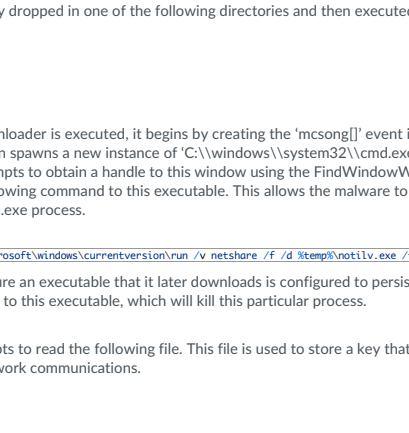 dropped in one of the following directories and then executed
nloader is executed, it begins by creating the ‘mcsong[]’ event i
spawns a new instance of ‘C:\\windows\\system32\\cmd.exe
mpts to obtain a handle to this window using the FindWindowW
owing command to this executable. This allows the malware to
.exe process.
rosoft\windows\currentversion\run /v netshare /f /d %temp%\notilv.exe /
ure an executable that it later downloads is configured to persis
to this executable, which will kill this particular process.
pts to read the following file. This file is used to store a key that
work communications.